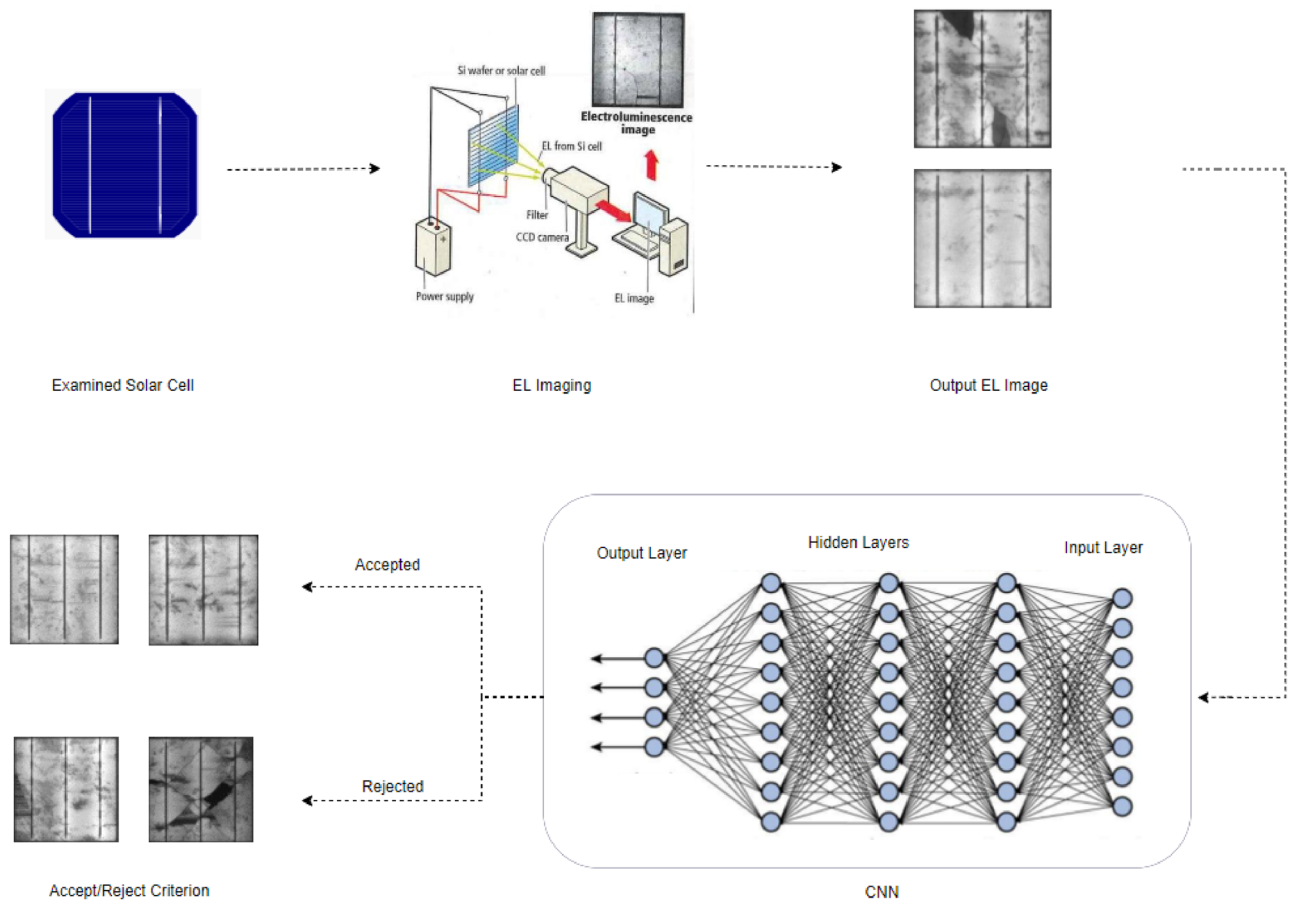 Si wafer or solar cell
Electroluminescence
image
EL from Si cell
Filter
CCD camera
+
Power supply
EL image
Examined Solar Cell
EL Imaging
Output EL Image
Output Layer
Hidden Layers
Input Layer
Accepted
Rejected
Accept/Reject Criterion
CNN